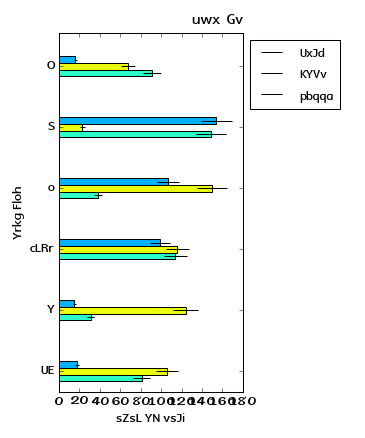 uwx Gv
UxJd
KYVv
pbqqa
O
S
o
cLRr
Y
UE
Yrkg Floh
0 20 40 60 80 100 120 140 160 180
sZsL YN vsJi